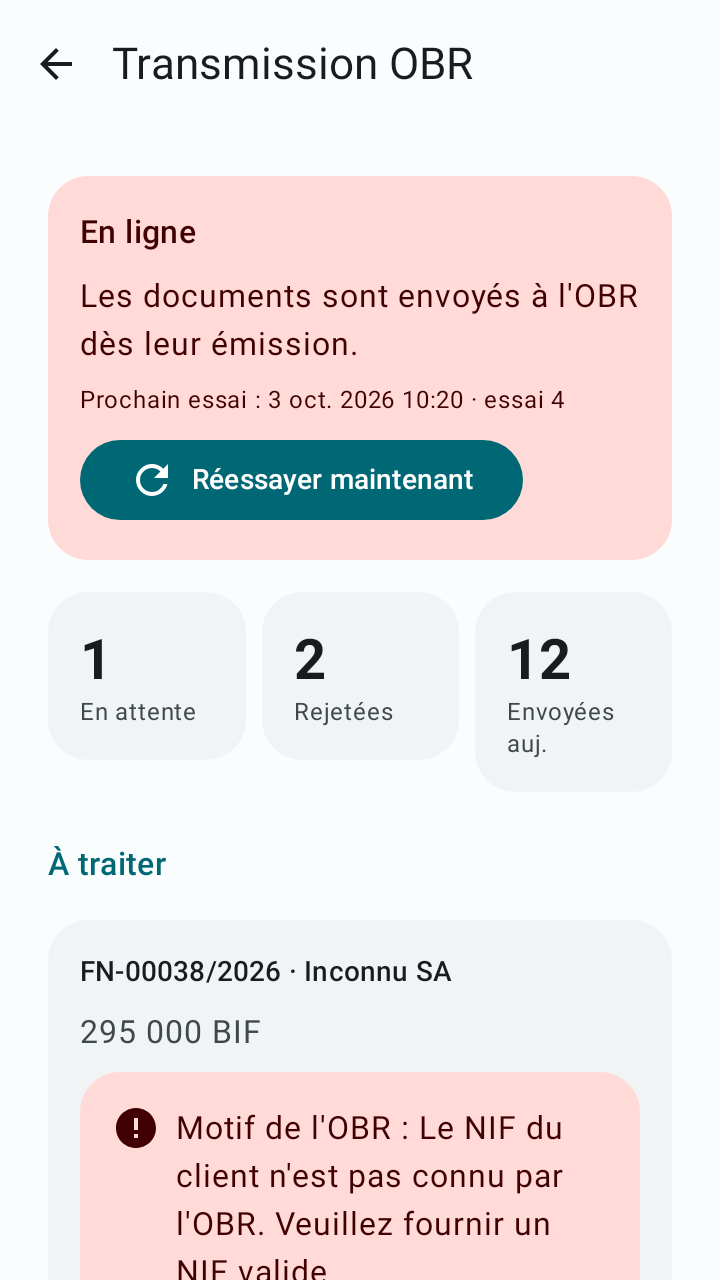 Transmission OBR
En ligne
Les documents sont envoyés à l'OBR
dès leur émission.
Prochain essai : 3 oct. 2026 10:20 · essai 4
Réessayer maintenant
1
En attente
2
Rejetées
12
Envoyées
auj.
À traiter
FN-00038/2026 · Inconnu SA
295 000 BIF
Motif de l'OBR : Le NIF du
client n'est pas connu par
l'OBR. Veuillez fournir un
NIF valide